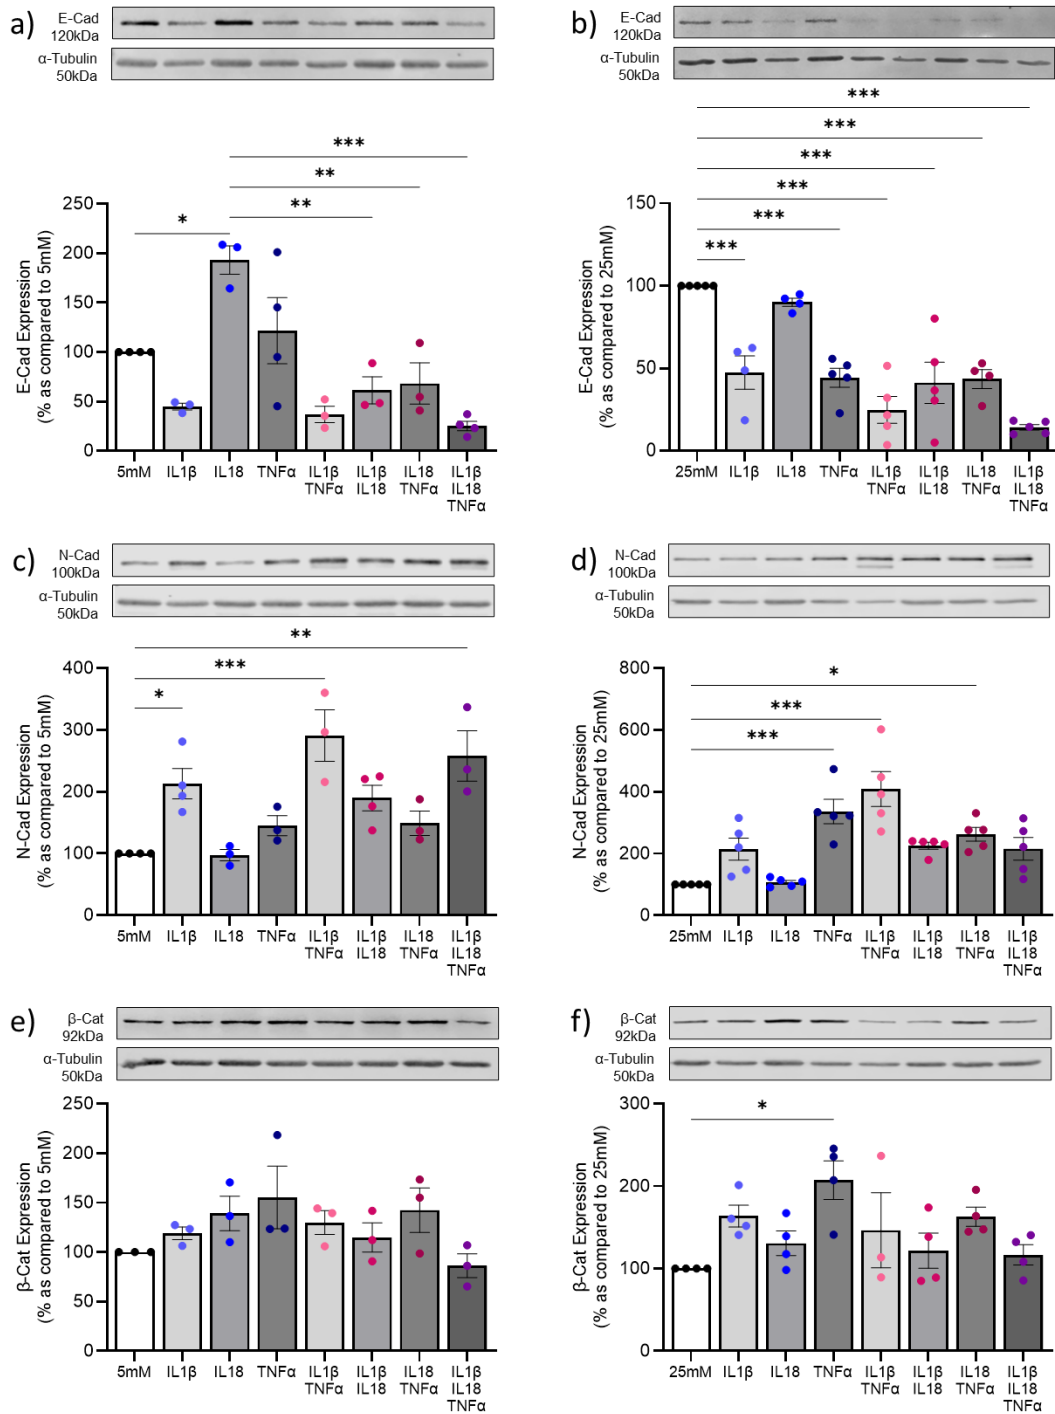 a)
E-Cad
120kDa
α-Tubulin
50kDa
***
**
**
*
E-Cad Expression
(% as compared to 5mM)
250
200
150
100
50
0
5mM IL1β IL18 TNFα IL1β IL1β IL18 IL1β
TNFα IL18 TNFα IL18
TNFα
b)
E-Cad
120kDa
α-Tubulin
50kDa
***
***
***
***
***
***
E-Cad Expression
(% as compared to 25mM)
150
100
50
0
25mM IL1β IL18 TNFα IL1β IL1β IL18 IL1β
TNFα IL18 TNFα IL18
TNFα
c)
N-Cad
100kDa
α-Tubulin
50kDa
**
***
*
N-Cad Expression
(% as compared to 5mM)
400
300
200
100
0
5mM IL1β IL18 TNFα IL1β IL1β IL18 IL1β
TNFα IL18 TNFα IL18
TNFα
d)
N-Cad
100kDa
α-Tubulin
50kDa
*
***
***
N-Cad Expression
(% as compared to 25mM)
800
600
400
200
0
25mM IL1β IL18 TNFα IL1β IL1β IL18 IL1β
TNFα IL18 TNFα IL18
TNFα
e)
β-Cat
92kDa
α-Tubulin
50kDa
β-Cat Expression
(% as compared to 5mM)
250
200
150
100
50
0
5mM IL1β IL18 TNFα IL1β IL1β IL18 IL1β
TNFα IL18 TNFα IL18
TNFα
f)
β-Cat
92kDa
α-Tubulin
50kDa
*
β-Cat Expression
(% as compared to 25mM)
300
200
100
0
25mM IL1β IL18 TNFα IL1β IL1β IL18 IL1β
TNFα IL18 TNFα IL18
TNFα